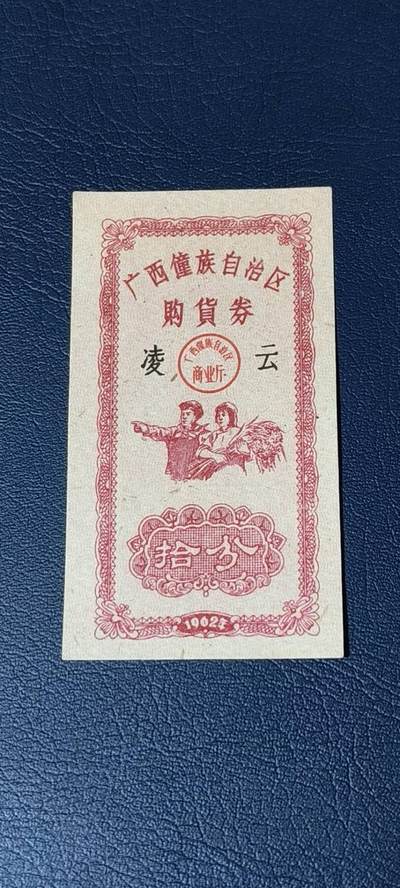 广西僮族自治区
购货券
凌 云
广西僮族自治区
商业厅
拾分
1962年